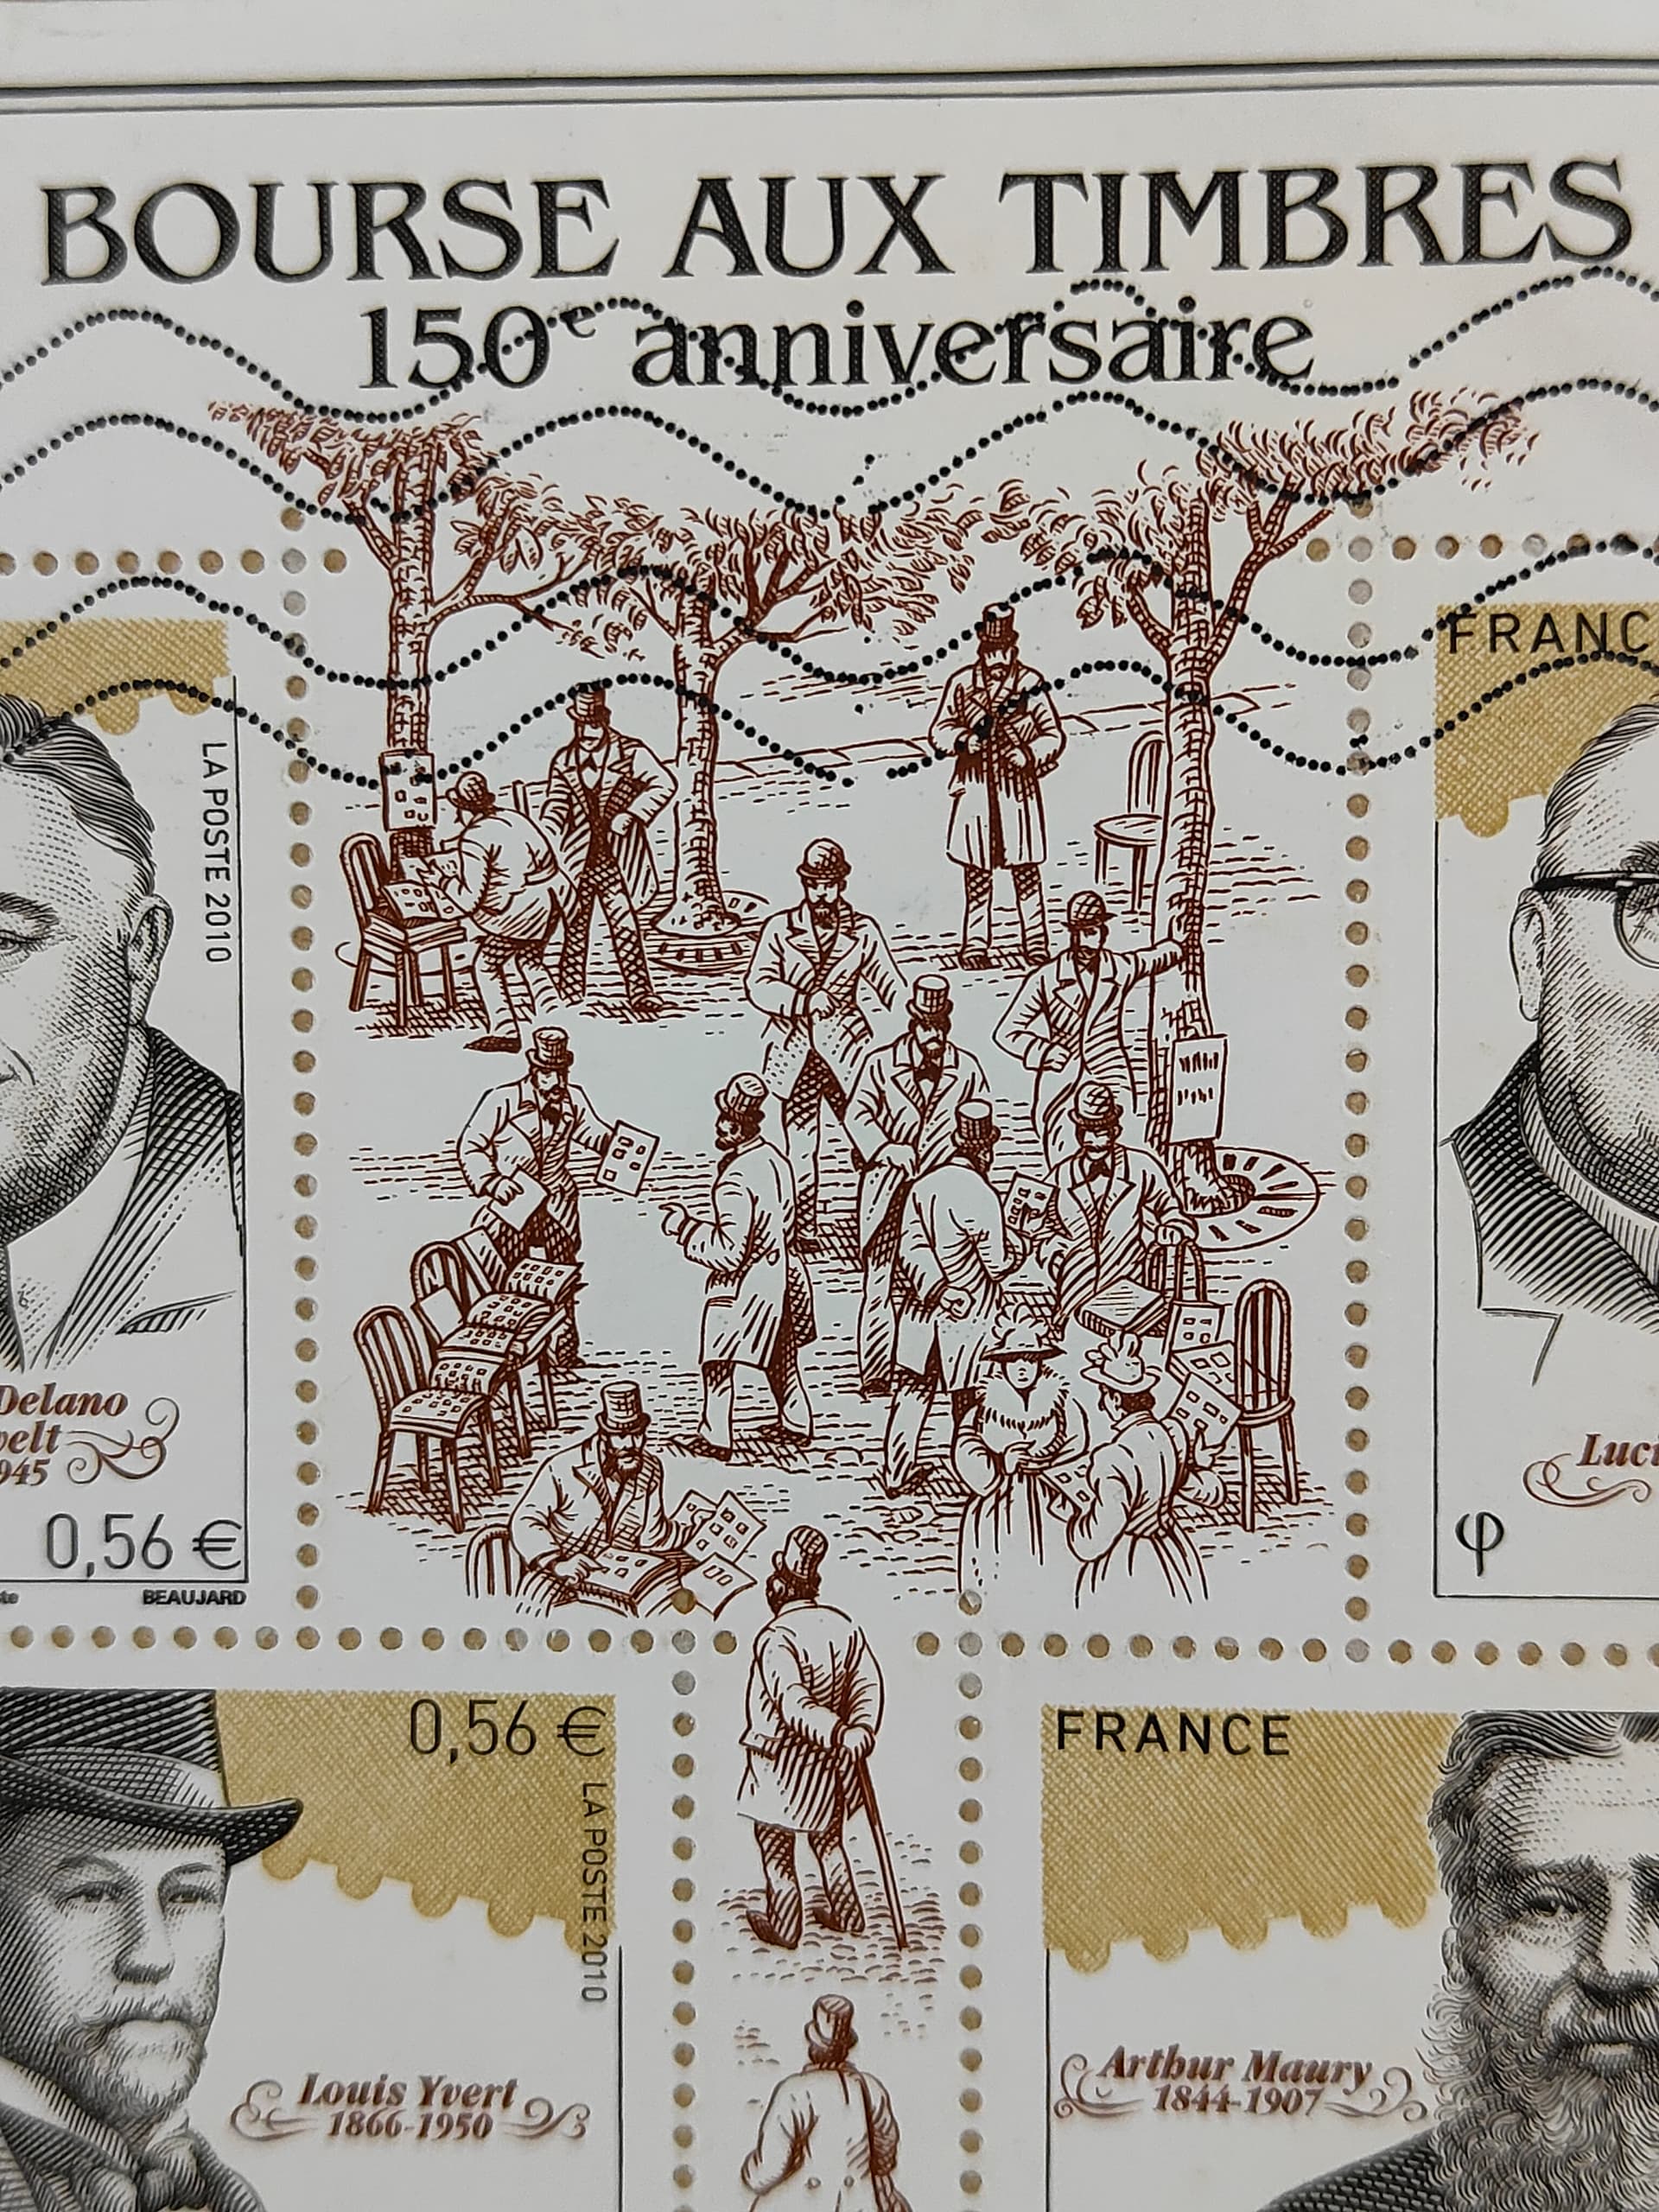 BOURSE AUX TIMBRES
150e anniversaire
FRANC
LA POSTE 2010
Delano
velt
945
0,56 €
BEAUJARD
Luci
φ
0,56 €
LA POSTE 2010
Louis Yvert
1866-1950
FRANCE
Arthur Maury
1844-1907